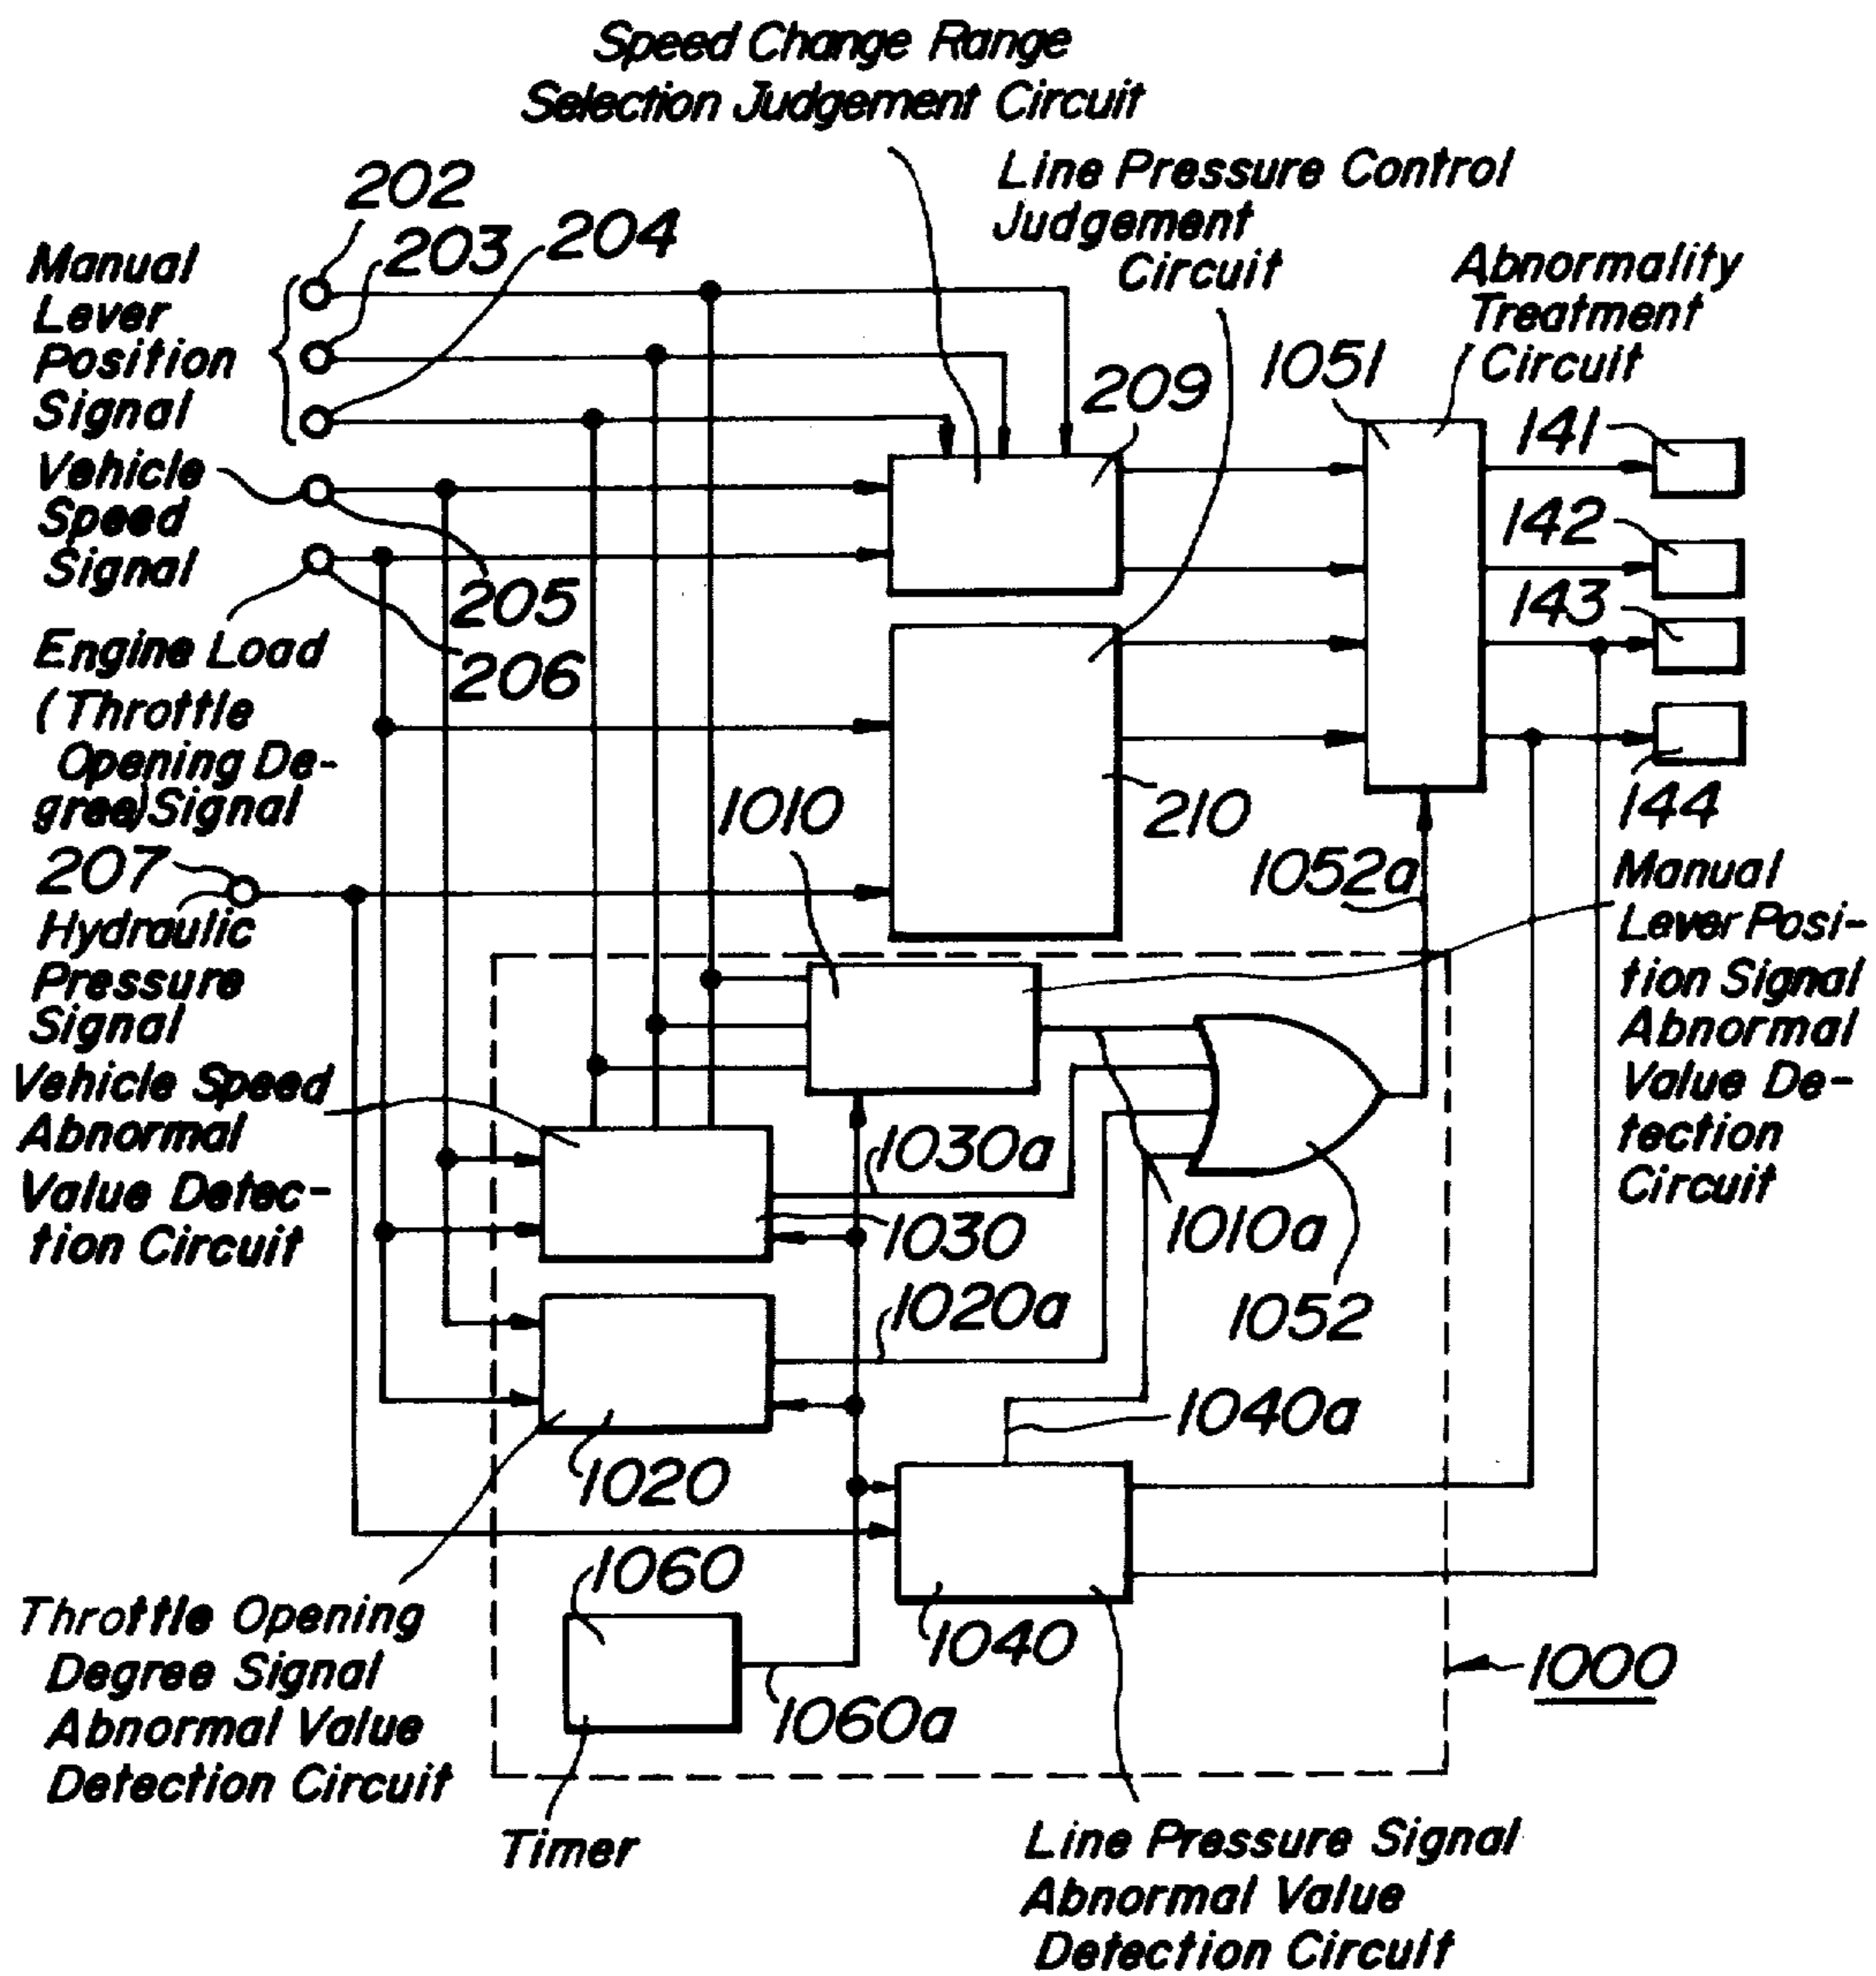 Speed Change Range
Selection Judgement Circuit
Line Pressure Control
Judgement
Circuit
Abnormality
Treatment
Circuit
202
203
204
Manual
Lever
Position
Signal
Vehicle
Speed
Signal
205
206
Engine Load
(Throttle
Opening De-
gree)Signal
207
Hydraulic
Pressure
Signal
209
1051
141
142
143
144
210
1010
1052a
Manual
Lever Posi-
tion Signal
Abnormal
Value De-
tection
Circuit
Vehicle Speed
Abnormal
Value Detec-
tion Circuit
1030a
1030
1010a
1052
1020a
1020
1040a
1040
1060
1060a
1000
Throttle Opening
Degree Signal
Abnormal Value
Detection Circuit
Timer
Line Pressure Signal
Abnormal Value
Detection Circuit